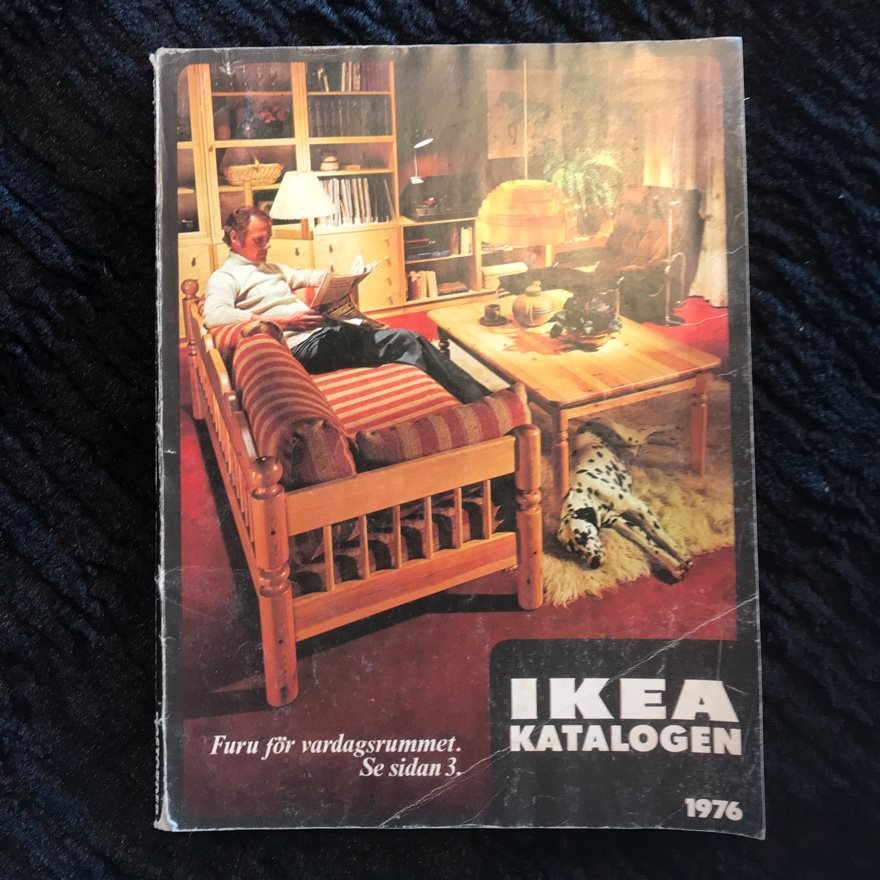 Furu för vardagsrummet.
Se sidan 3.
IKEA
KATALOGEN
1976